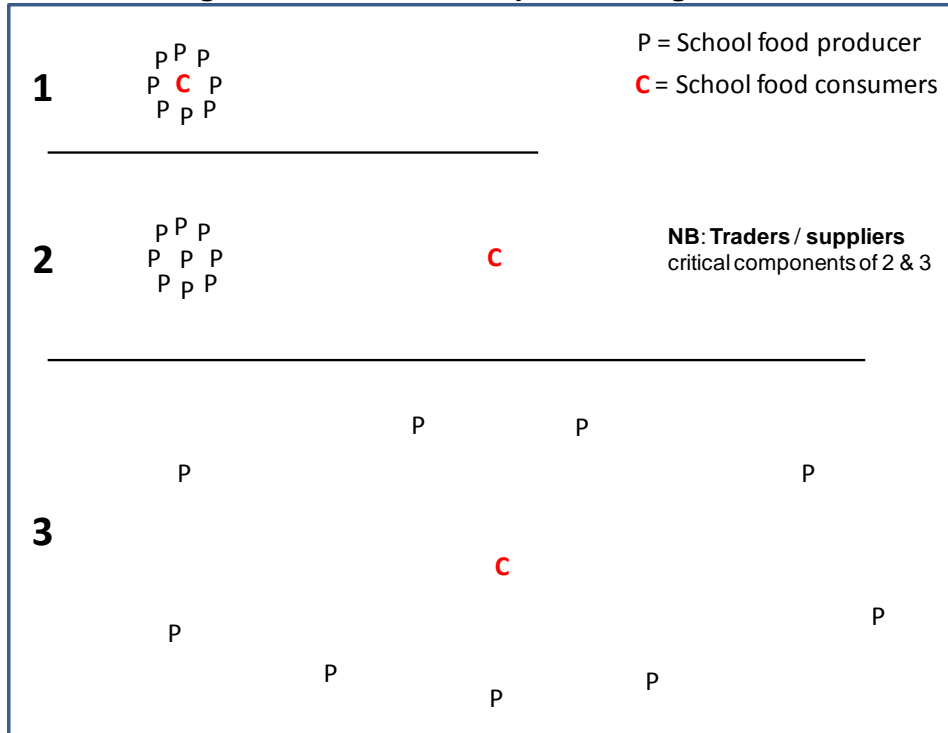 P = School food producer
C = School food consumers
1
P P P
P C P
P P P
NB: Traders / suppliers
critical components of 2 & 3
2
P P P
P P P
P P P
C
3
P P
P P
C
P P
P P
P